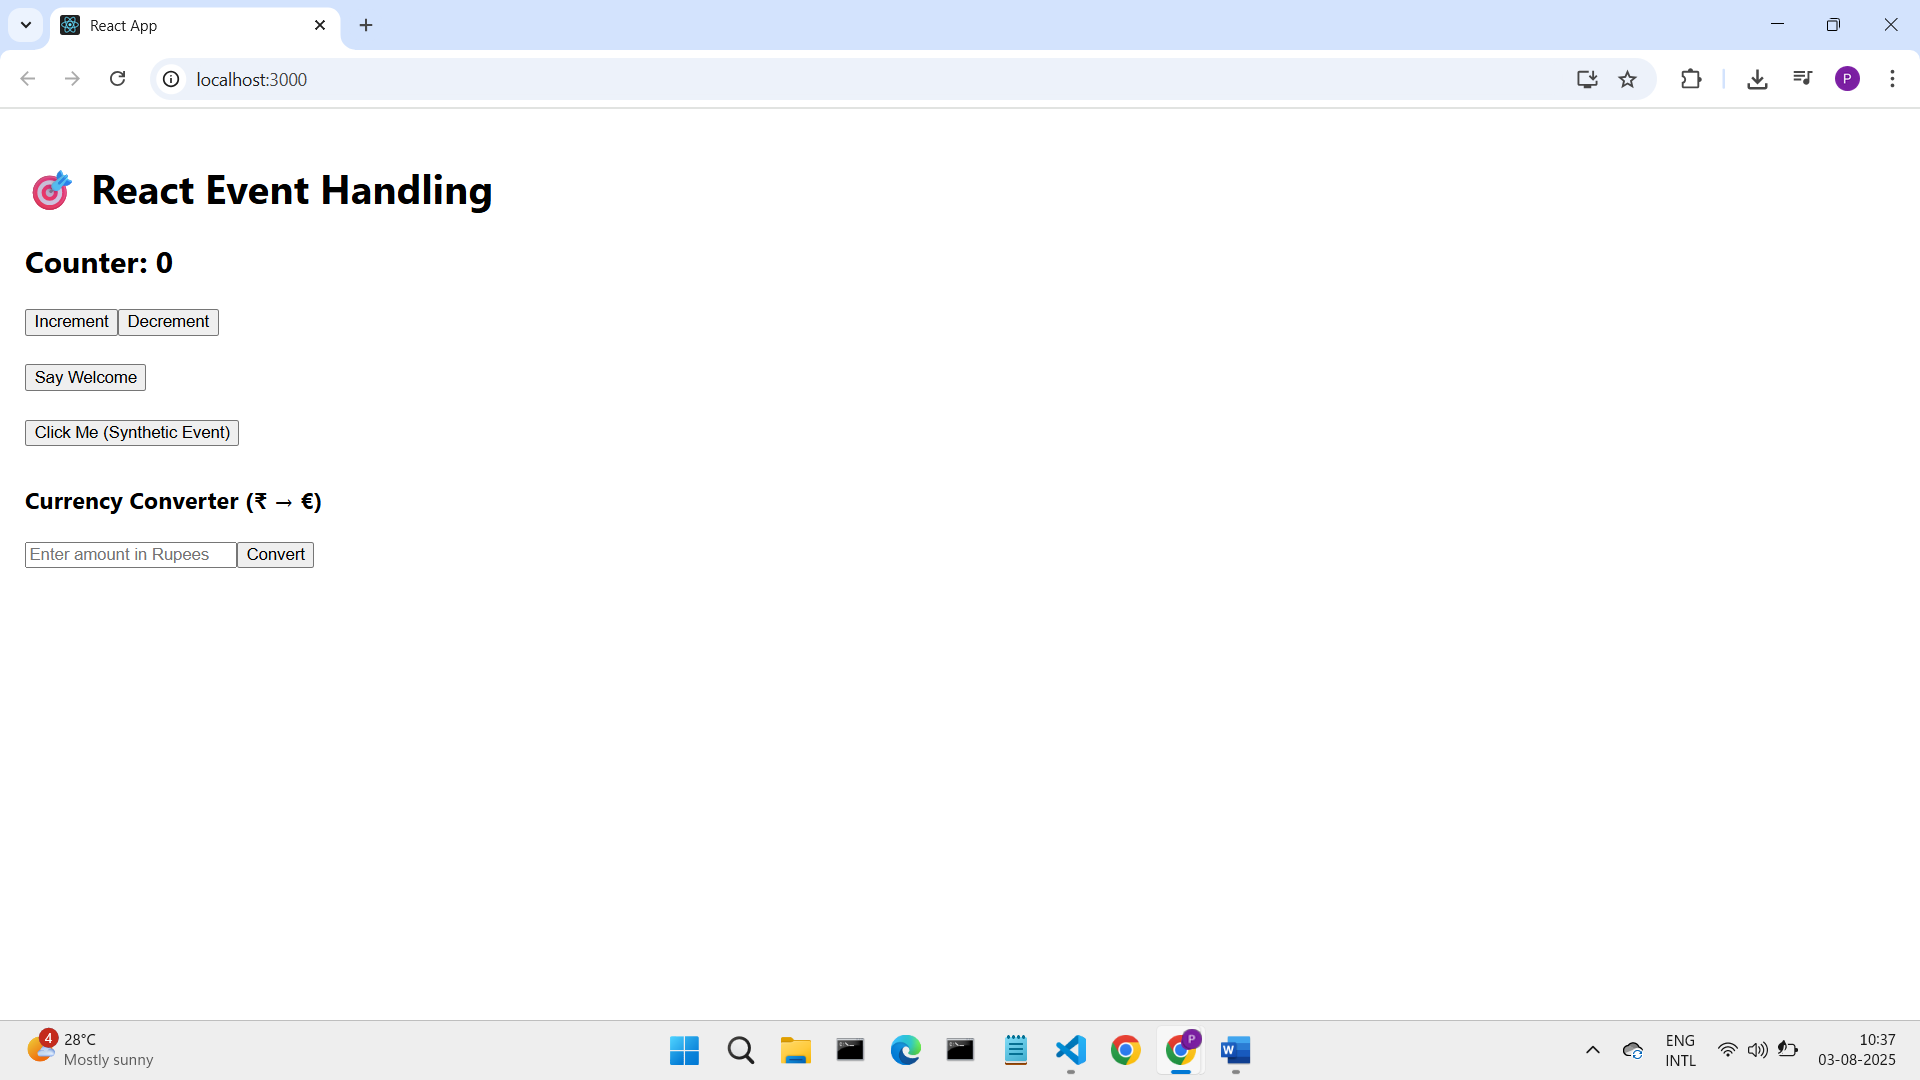 React App
localhost:3000
P
🎯 React Event Handling
Counter: 0
Increment Decrement
Say Welcome
Click Me (Synthetic Event)
Currency Converter (₹ → €)
Enter amount in Rupees Convert
4
28°C
Mostly sunny
P
W
ENG
INTL
10:37
03-08-2025